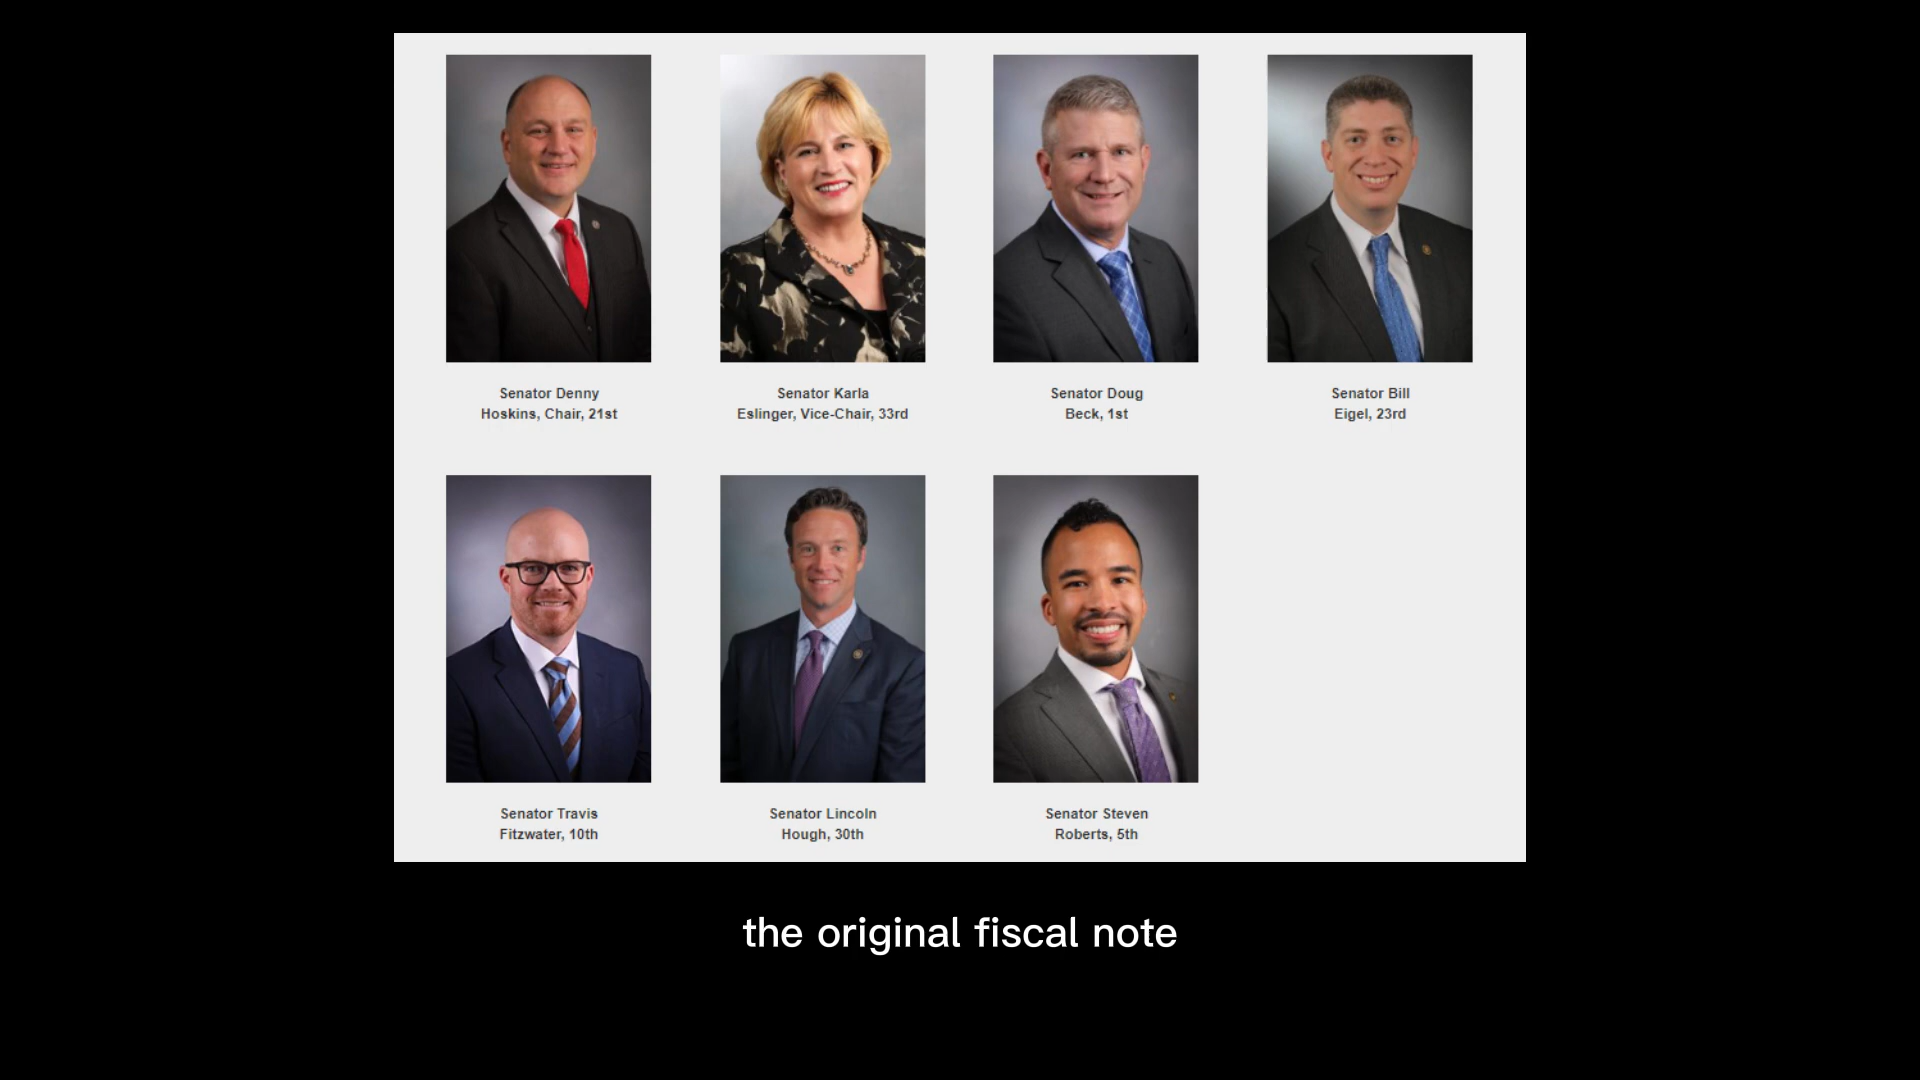 Senator Denny
Hoskins, Chair, 21st
Senator Karla
Eslinger, Vice-Chair, 33rd
Senator Doug
Beck, 1st
Senator Bill
Eigel, 23rd
Senator Travis
Fitzwater, 10th
Senator Lincoln
Hough, 30th
Senator Steven
Roberts, 5th
the original fiscal note